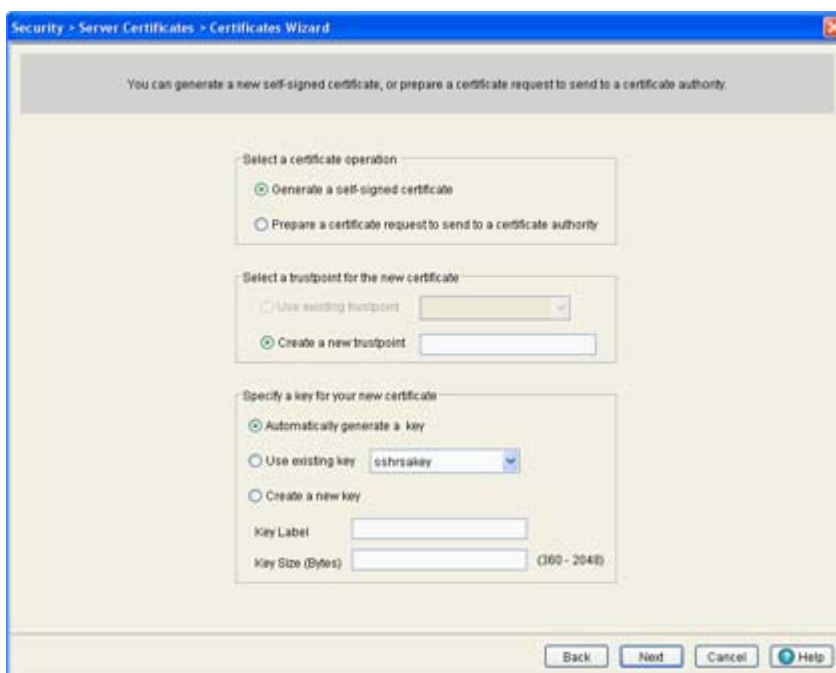 Security > Server Certificates > Certificates Wizard
You can generate a new self-signed certificate, or prepare a certificate request to send to a certificate authority.
Select a certificate operation
Generate a self-signed certificate
Prepare a certificate request to send to a certificate authority
Select a trustpoint for the new certificate
Use existing trustpoint
Create a new trustpoint
Specify a key for your new certificate
Automatically generate a key
Use existing key sshrsakey
Create a new key
Key Label
Key Size (Bytes) (360 - 2048)
Back Next Cancel Help